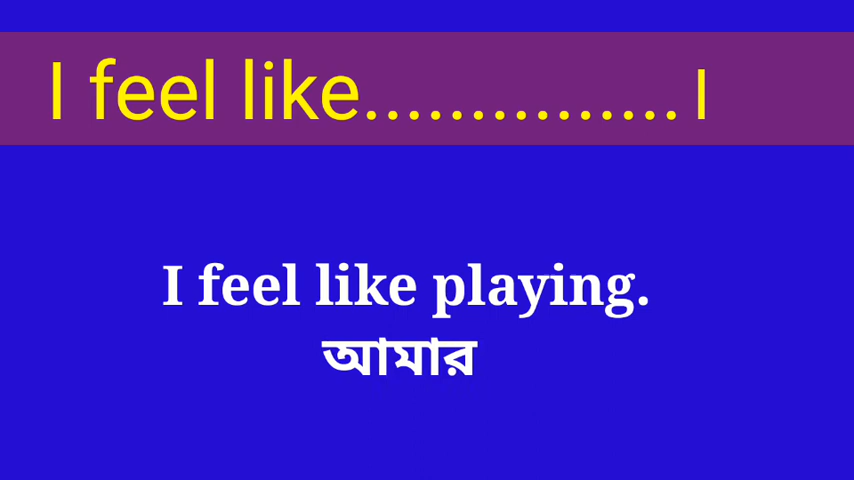 I feel like...............।
I feel like playing.
আমার